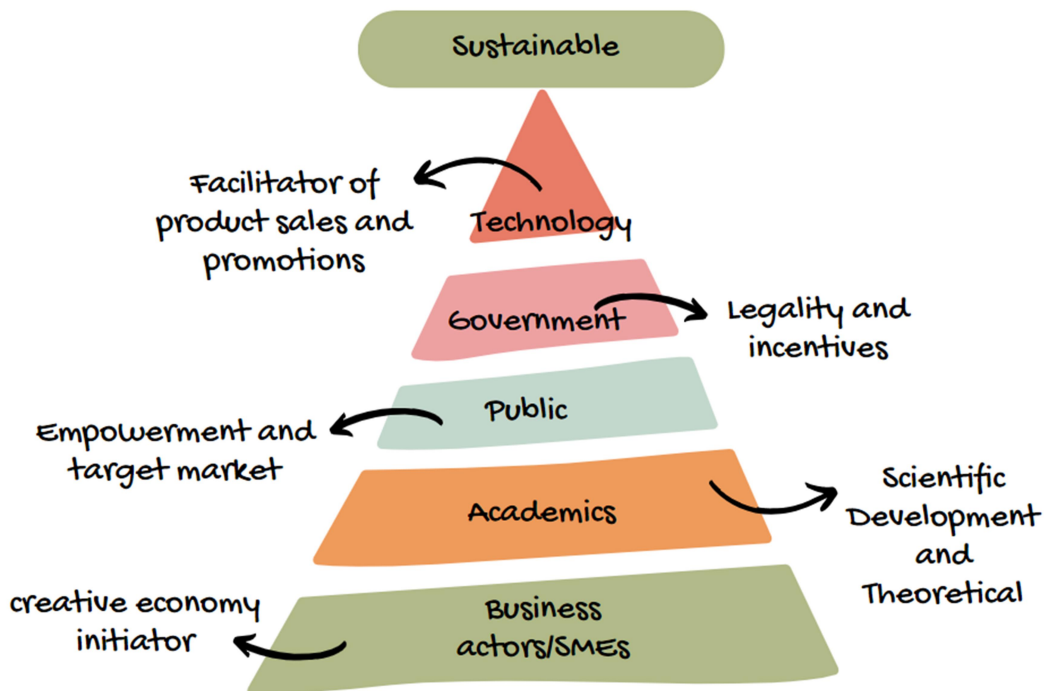 Sustainable
Facilitator of
product sales and
promotions
Technology
Government
Legality and
incentives
Public
Empowerment and
target market
Academics
Scientific
Development
and
Theoretical
creative economy
initiator
Business
actors/SMEs